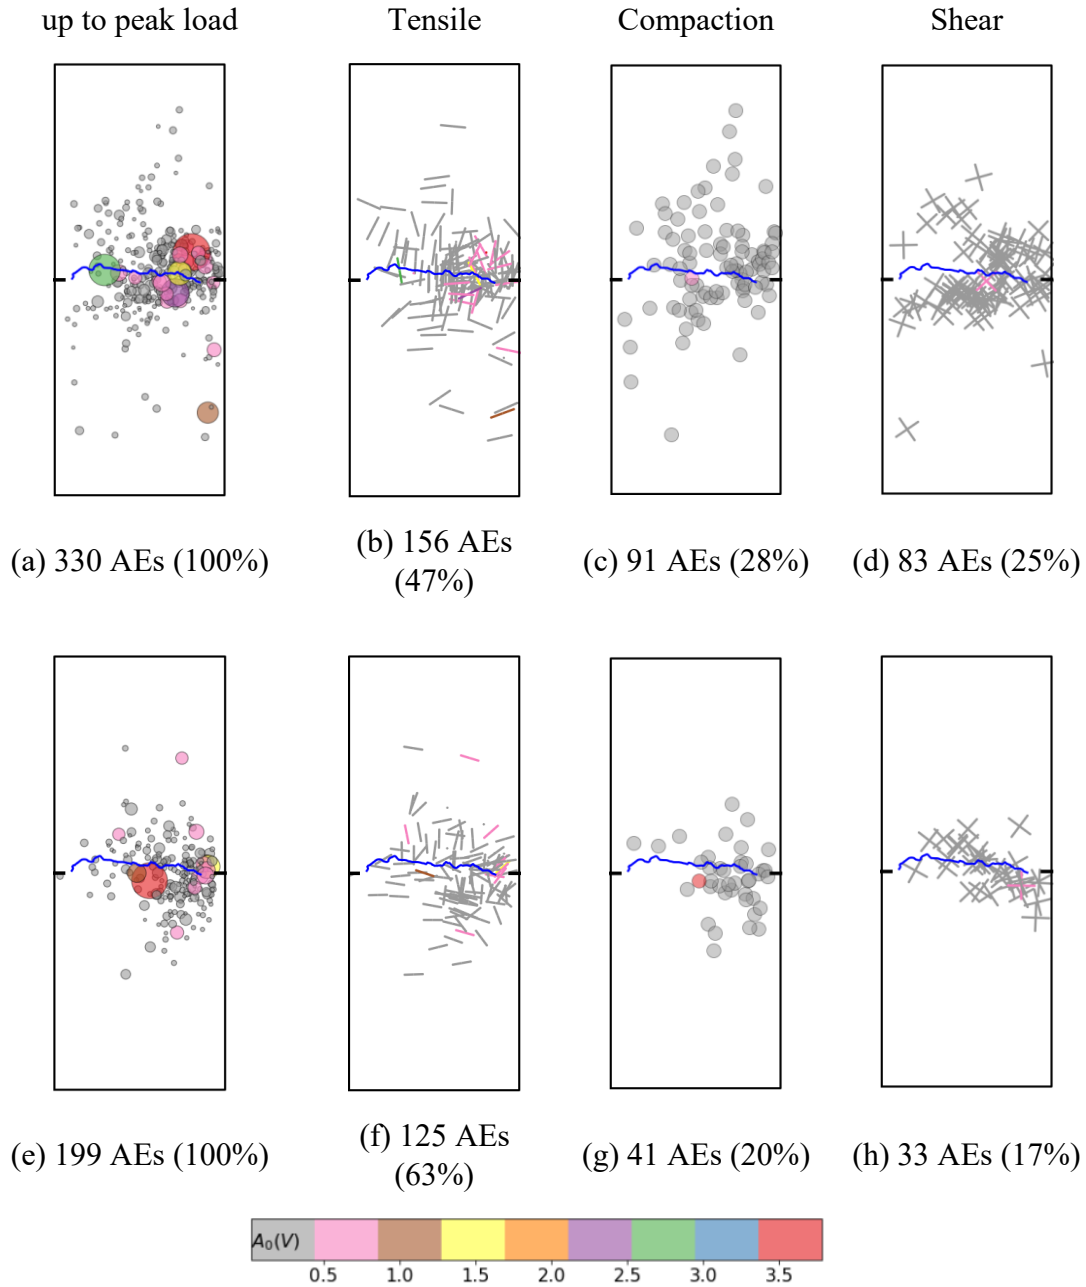 up to peak load
Tensile
Compaction
Shear
(a) 330 AEs (100%)
(b) 156 AEs
(47%)
(c) 91 AEs (28%)
(d) 83 AEs (25%)
(e) 199 AEs (100%)
(f) 125 AEs
(63%)
(g) 41 AEs (20%)
(h) 33 AEs (17%)
A₀(V)
0.5 1.0 1.5 2.0 2.5 3.0 3.5